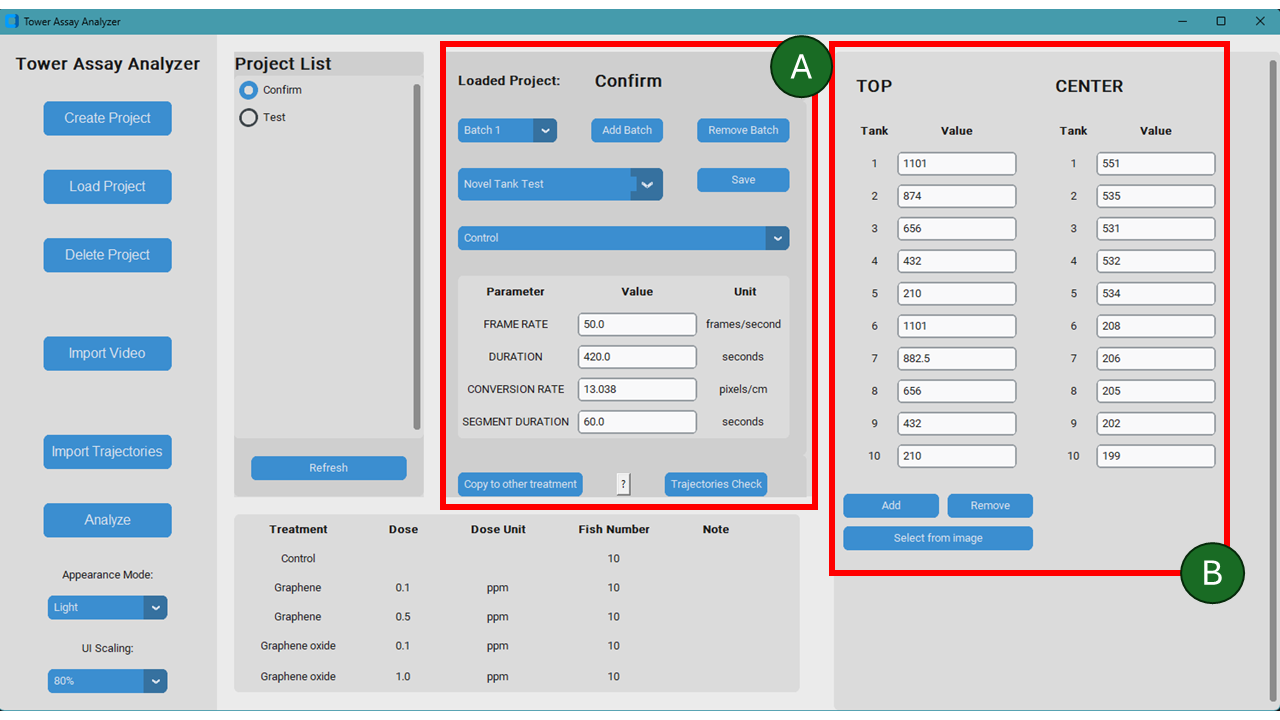 Tower Assay Analyzer
Tower Assay Analyzer
Create Project
Load Project
Delete Project
Import Video
Import Trajectories
Analyze
Appearance Mode:
Light
UI Scaling:
80%
Project List
Confirm
Test
Refresh
A
Loaded Project: Confirm
Batch 1 Add Batch Remove Batch
Novel Tank Test Save
Control
Parameter Value Unit
FRAME RATE 50.0 frames/second
DURATION 420.0 seconds
CONVERSION RATE 13.038 pixels/cm
SEGMENT DURATION 60.0 seconds
Copy to other treatment ? Trajectories Check
Treatment Dose Dose Unit Fish Number Note
Control 10
Graphene 0.1 ppm 10
Graphene 0.5 ppm 10
Graphene oxide 0.1 ppm 10
Graphene oxide 1.0 ppm 10
TOP CENTER
Tank Value Tank Value
1 1101 1 551
2 874 2 535
3 656 3 531
4 432 4 532
5 210 5 534
6 1101 6 208
7 882.5 7 206
8 656 8 205
9 432 9 202
10 210 10 199
Add Remove
Select from image
B